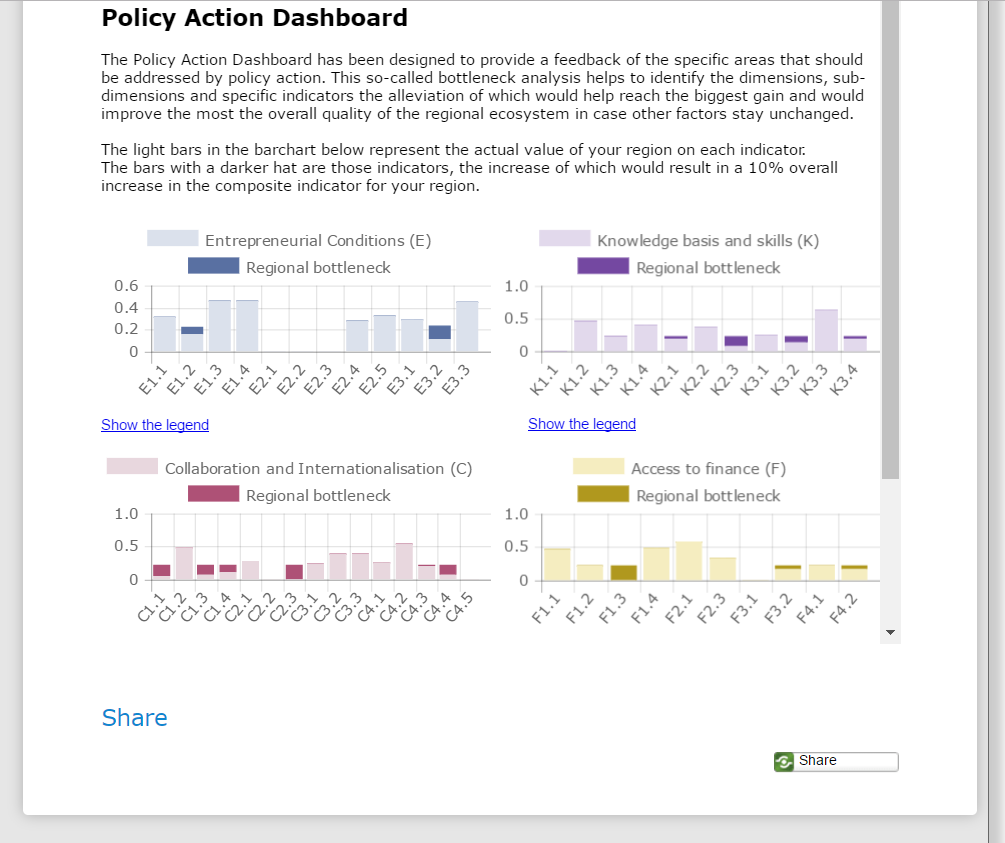 Policy Action Dashboard
The Policy Action Dashboard has been designed to provide a feedback of the specific areas that should
be addressed by policy action. This so-called bottleneck analysis helps to identify the dimensions, sub-
dimensions and specific indicators the alleviation of which would help reach the biggest gain and would
improve the most the overall quality of the regional ecosystem in case other factors stay unchanged.
The light bars in the barchart below represent the actual value of your region on each indicator.
The bars with a darker hat are those indicators, the increase of which would result in a 10% overall
increase in the composite indicator for your region.
Entrepreneurial Conditions (E)
Regional bottleneck
0.6
0.4
0.2
0
E1.1 E1.2 E1.3 E1.4 E2.1 E2.2 E2.3 E2.4 E2.5 E3.1 E3.2 E3.3
Show the legend
Knowledge basis and skills (K)
Regional bottleneck
1.0
0.5
0
K1.1 K1.2 K1.3 K1.4 K2.1 K2.2 K2.3 K3.1 K3.2 K3.3 K3.4
Show the legend
Collaboration and Internationalisation (C)
Regional bottleneck
1.0
0.5
0
C1.1 C1.2 C1.3 C1.4 C2.1 C2.2 C2.3 C3.1 C3.2 C3.3 C4.1 C4.2 C4.3 C4.4 C4.5
Access to finance (F)
Regional bottleneck
1.0
0.5
0
F1.1 F1.2 F1.3 F1.4 F2.1 F2.3 F3.1 F3.2 F4.1 F4.2
Share
Share